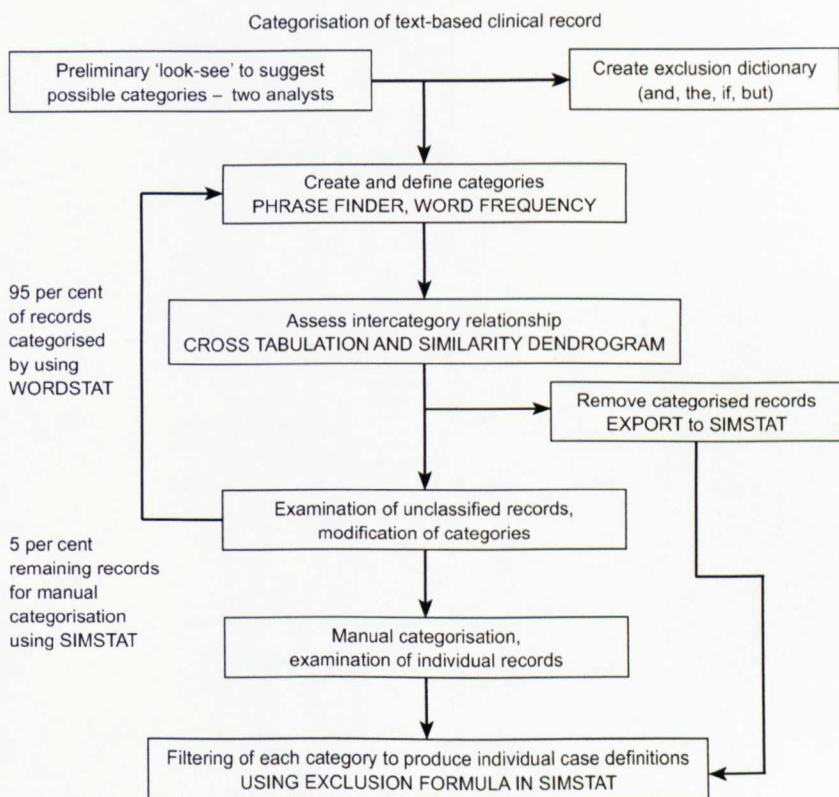 Categorisation of text-based clinical record
Preliminary ‘look-see’ to suggest
possible categories – two analysts
Create exclusion dictionary
(and, the, if, but)
Create and define categories
PHRASE FINDER, WORD FREQUENCY
95 per cent
of records
categorised
by using
WORDSTAT
Assess intercategory relationship
CROSS TABULATION AND SIMILARITY DENDROGRAM
Remove categorised records
EXPORT to SIMSTAT
Examination of unclassified records,
modification of categories
5 per cent
remaining records
for manual
categorisation
using SIMSTAT
Manual categorisation,
examination of individual records
Filtering of each category to produce individual case definitions
USING EXCLUSION FORMULA IN SIMSTAT